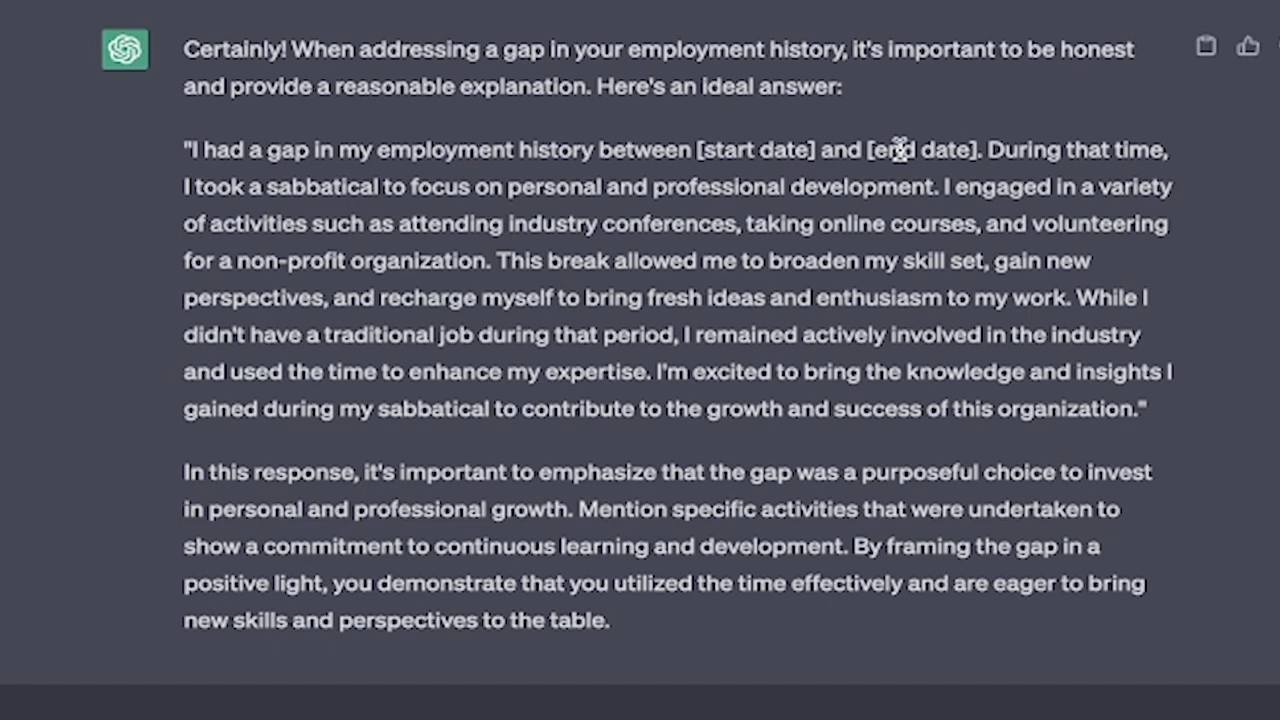 Certainly! When addressing a gap in your employment history, it's important to be honest
and provide a reasonable explanation. Here's an ideal answer:
"I had a gap in my employment history between [start date] and [end date]. During that time,
I took a sabbatical to focus on personal and professional development. I engaged in a variety
of activities such as attending industry conferences, taking online courses, and volunteering
for a non-profit organization. This break allowed me to broaden my skill set, gain new
perspectives, and recharge myself to bring fresh ideas and enthusiasm to my work. While I
didn't have a traditional job during that period, I remained actively involved in the industry
and used the time to enhance my expertise. I'm excited to bring the knowledge and insights I
gained during my sabbatical to contribute to the growth and success of this organization."
In this response, it's important to emphasize that the gap was a purposeful choice to invest
in personal and professional growth. Mention specific activities that were undertaken to
show a commitment to continuous learning and development. By framing the gap in a
positive light, you demonstrate that you utilized the time effectively and are eager to bring
new skills and perspectives to the table.